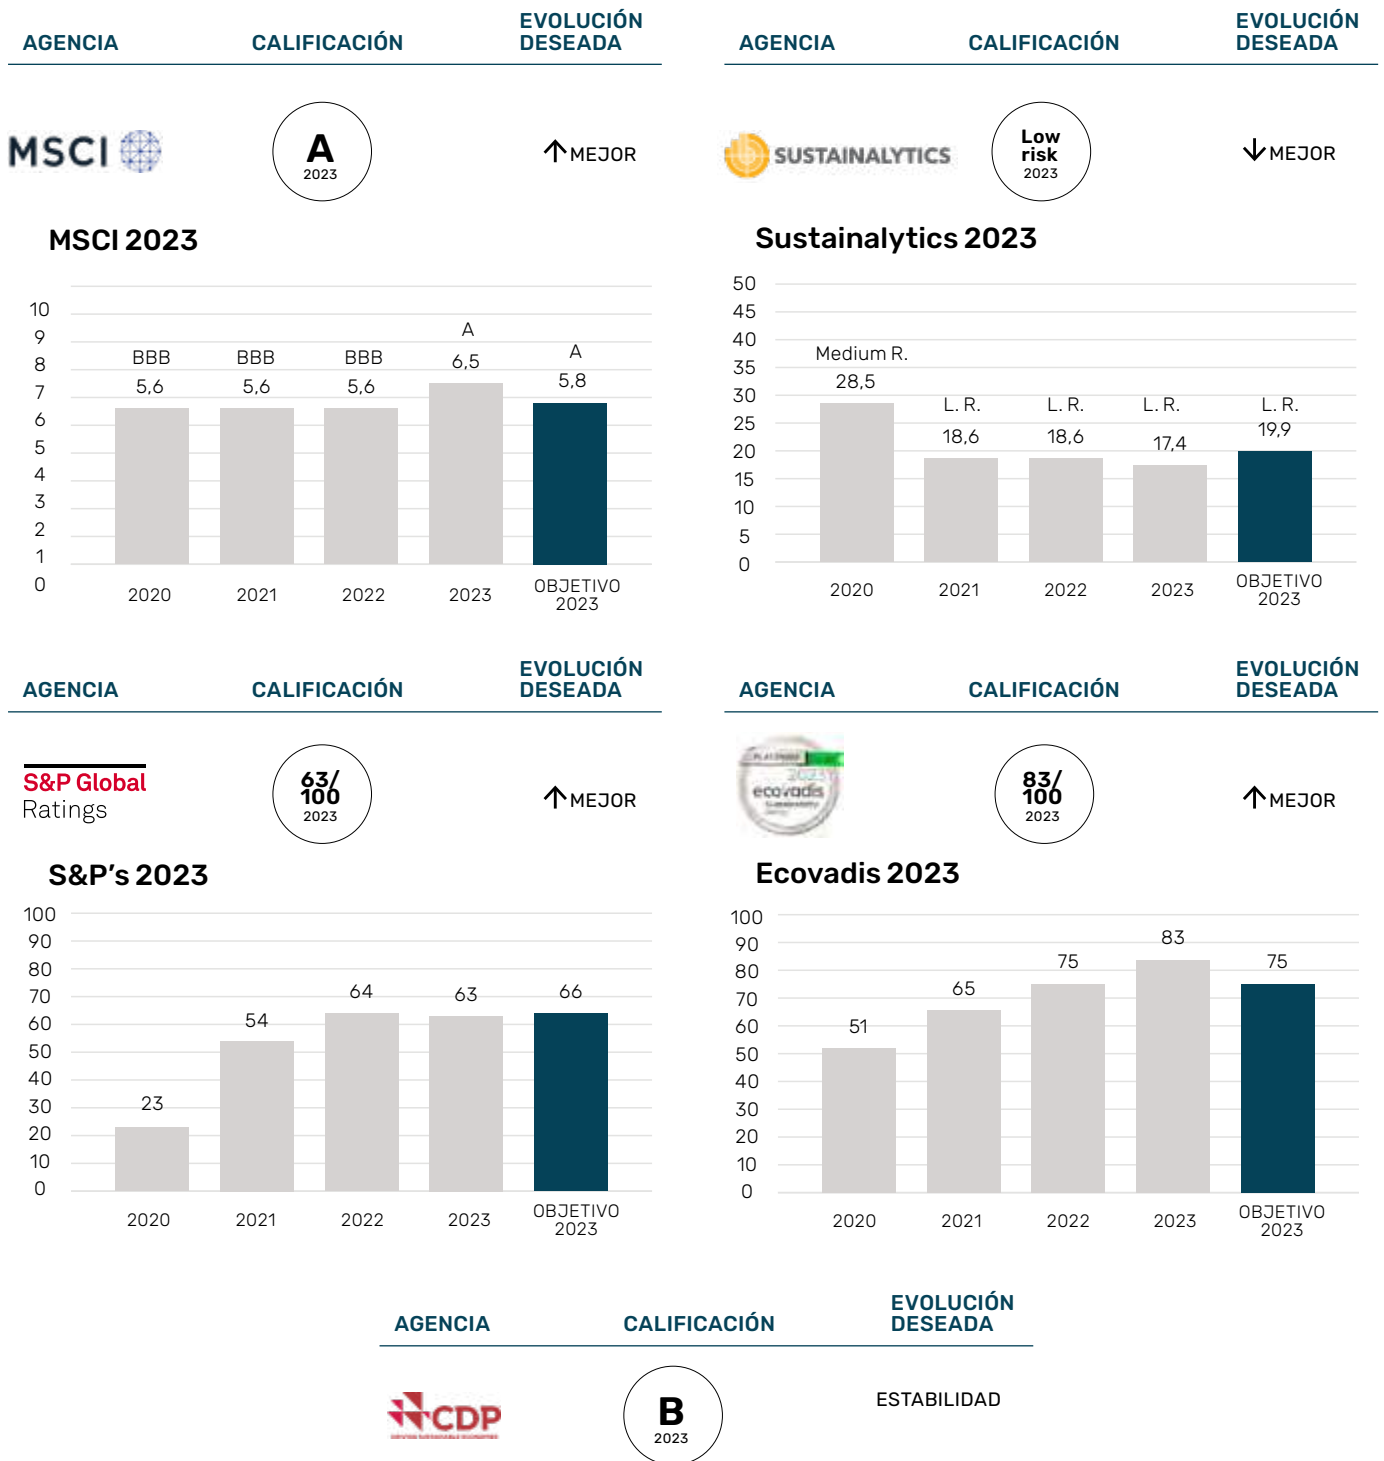 AGENCIA CALIFICACIÓN EVOLUCIÓN DESEADA
MSCI A 2023 ↑ MEJOR
MSCI 2023
10
9
8
7
6
5
4
3
2
1
0
BBB BBB BBB A A
5,6 5,6 5,6 6,5 5,8
2020 2021 2022 2023 OBJETIVO 2023
AGENCIA CALIFICACIÓN EVOLUCIÓN DESEADA
SUSTAINALYTICS Low risk 2023 ↓ MEJOR
Sustainalytics 2023
50
45
40
35
30
25
20
15
10
5
0
Medium R. L. R. L. R. L. R. L. R.
28,5 18,6 18,6 17,4 19,9
2020 2021 2022 2023 OBJETIVO 2023
AGENCIA CALIFICACIÓN EVOLUCIÓN DESEADA
S&P Global
Ratings
63/100 2023 ↑ MEJOR
S&P’s 2023
100
90
80
70
60
50
40
30
20
10
0
23 54 64 63 66
2020 2021 2022 2023 OBJETIVO 2023
AGENCIA CALIFICACIÓN EVOLUCIÓN DESEADA
PLATINUM
2023
ecovadis
Sustainability
83/100 2023 ↑ MEJOR
Ecovadis 2023
100
90
80
70
60
50
40
30
20
10
0
51 65 75 83 75
2020 2021 2022 2023 OBJETIVO 2023
AGENCIA CALIFICACIÓN EVOLUCIÓN DESEADA
CDP B 2023 ESTABILIDAD